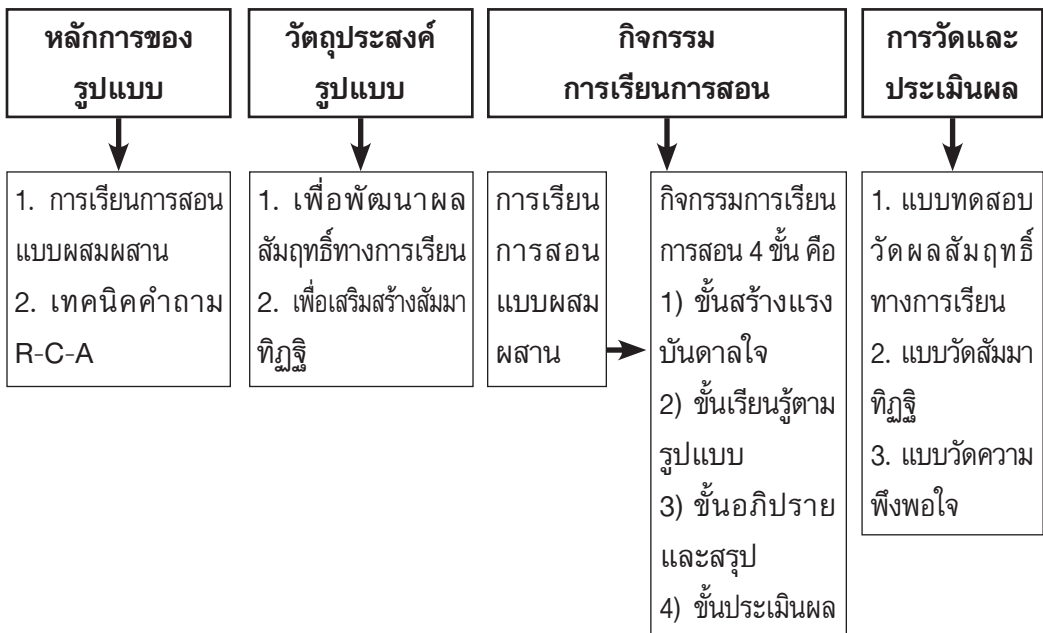 หลักการของ
รูปแบบ
วัตถุประสงค์
รูปแบบ
กิจกรรม
การเรียนการสอน
การวัดและ
ประเมินผล
1. การเรียนการสอน
แบบผสมผสาน
2. เทคนิคคำถาม
R-C-A
1. เพื่อพัฒนาผล
สัมฤทธิ์ทางการเรียน
2. เพื่อเสริมสร้างสัมมา
ทิฏฐิ
การเรียน
การสอน
แบบผสม
ผสาน
กิจกรรมการเรียน
การสอน 4 ขั้น คือ
1) ขั้นสร้างแรง
บันดาลใจ
2) ขั้นเรียนรู้ตาม
รูปแบบ
3) ขั้นอภิปราย
และสรุป
4) ขั้นประเมินผล
1. แบบทดสอบ
วัดผลสัมฤทธิ์
ทางการเรียน
2. แบบวัดสัมมา
ทิฏฐิ
3. แบบวัดความ
พึงพอใจ